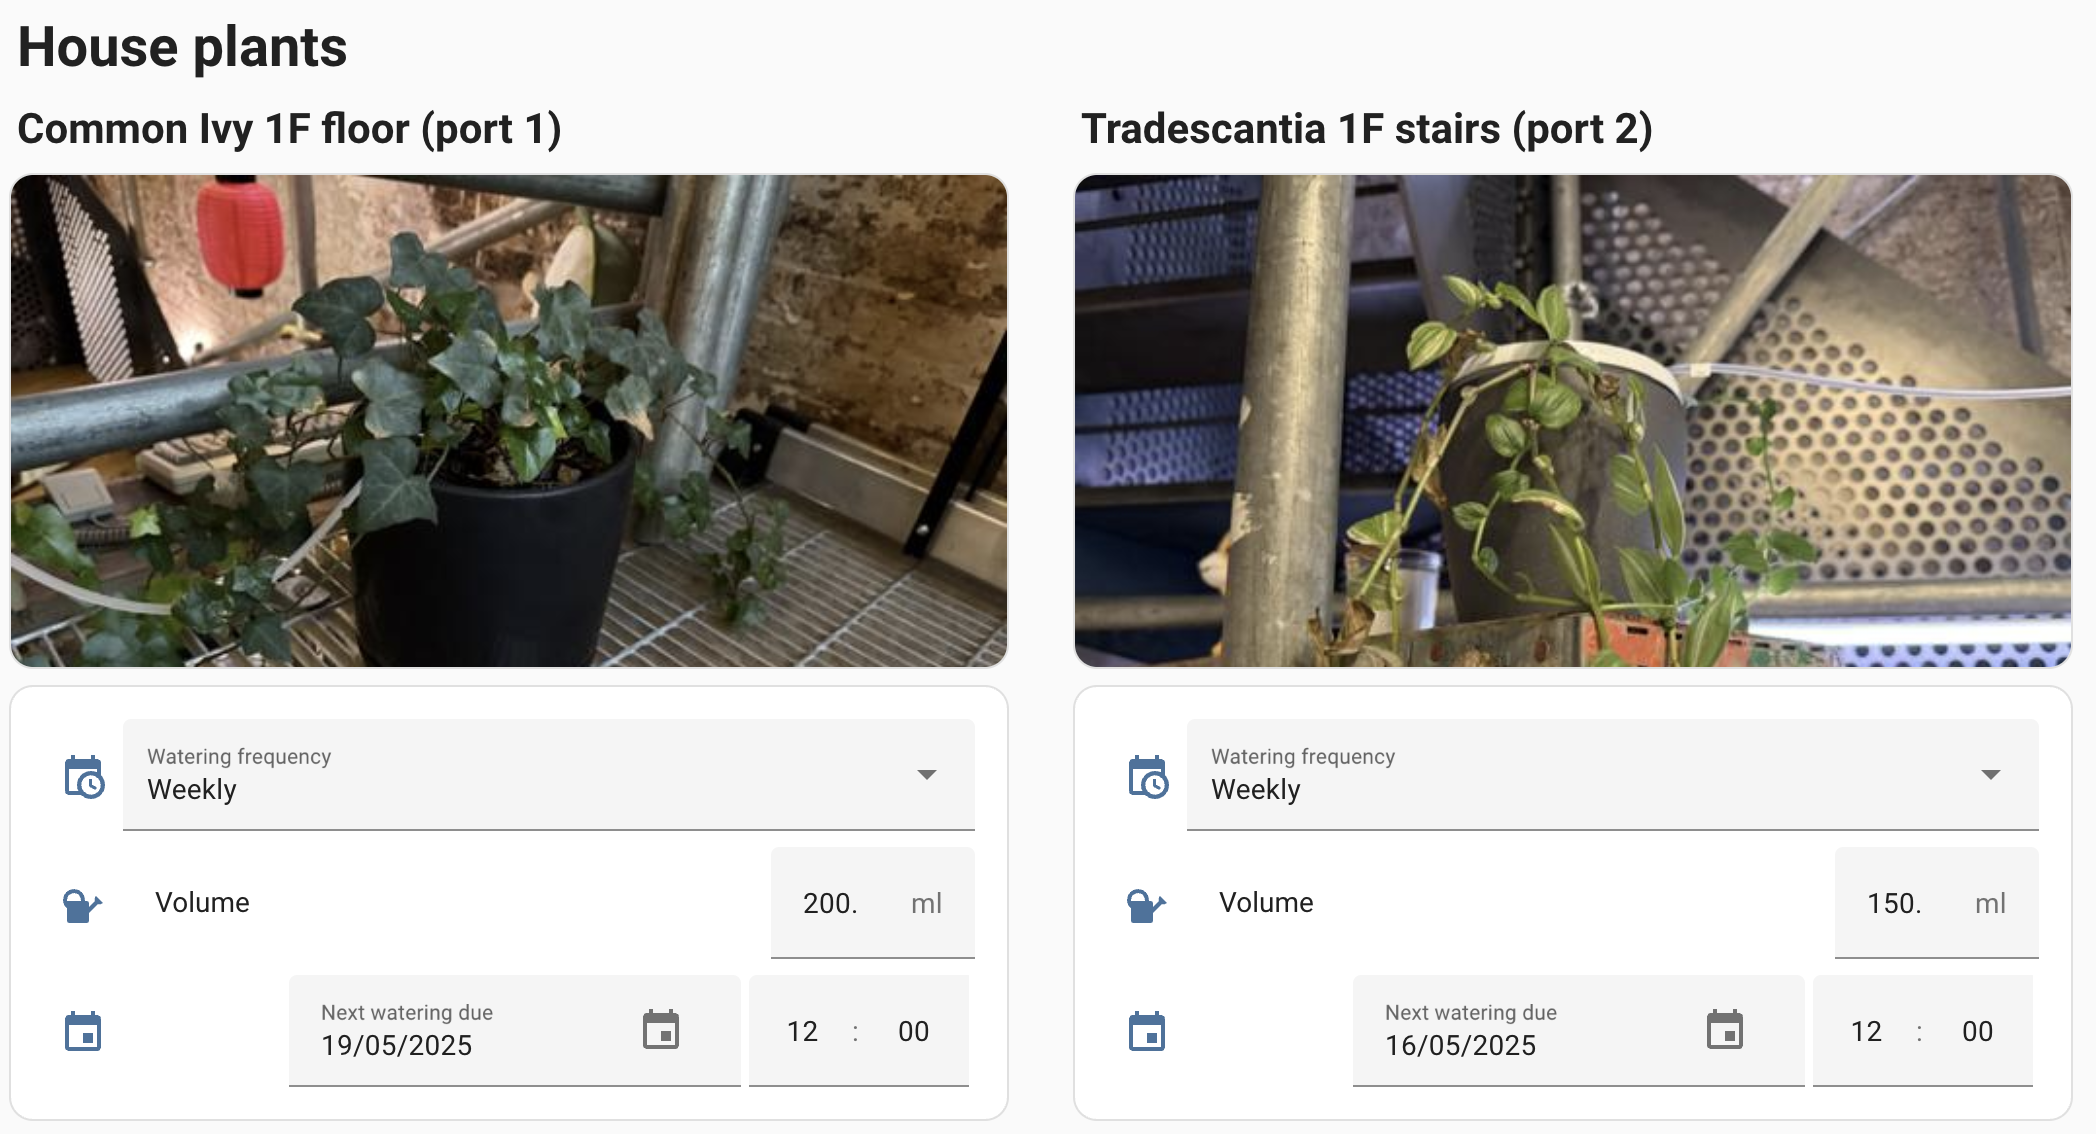 House plants
Common Ivy 1F floor (port 1)
Watering frequency
Weekly
Volume
200. ml
Next watering due
19/05/2025
12 : 00
Tradescantia 1F stairs (port 2)
Watering frequency
Weekly
Volume
150. ml
Next watering due
16/05/2025
12 : 00